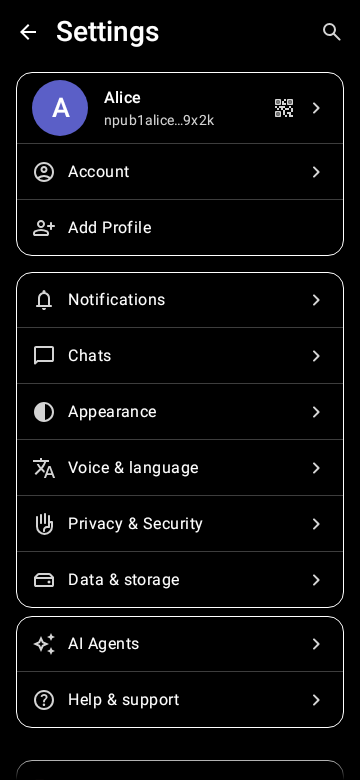 Settings
A
Alice
npub1alice…9x2k
Account
Add Profile
Notifications
Chats
Appearance
Voice & language
Privacy & Security
Data & storage
AI Agents
Help & support